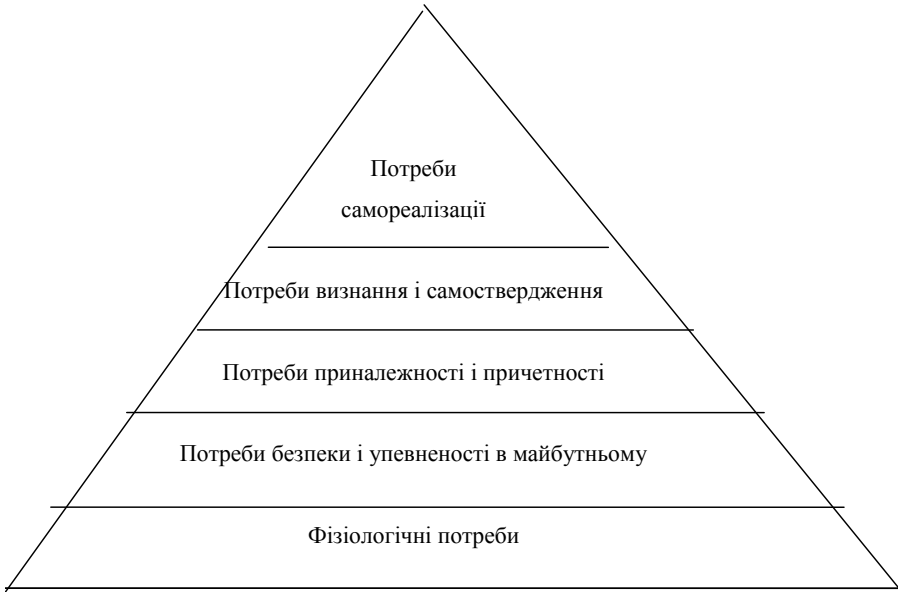 Потреби
самореалізації
Потреби визнання і самоствердження
Потреби приналежності і причетності
Потреби безпеки і упевненості в майбутньому
Фізіологічні потреби